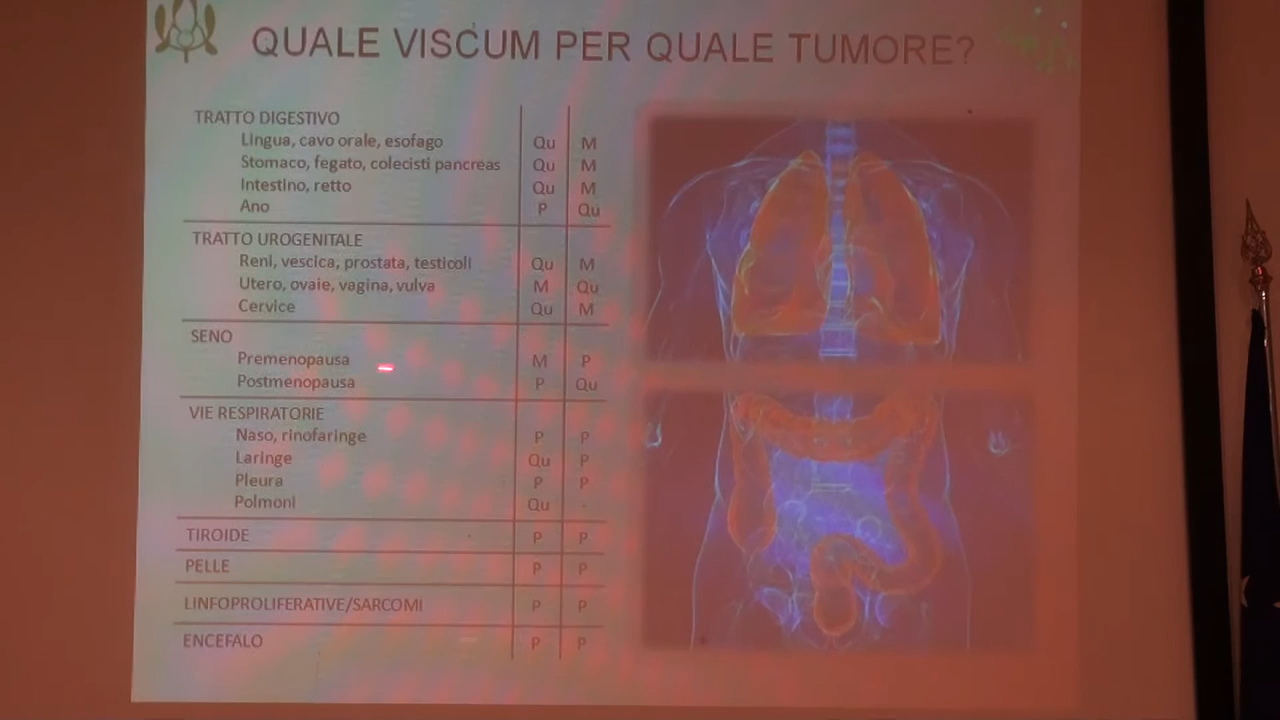 QUALE VISCUM PER QUALE TUMORE?
TRATTO DIGESTIVO
Lingua, cavo orale, esofago Qu M
Stomaco, fegato, colecisti pancreas Qu M
Intestino, retto Qu M
Ano P Qu
TRATTO UROGENITALE
Reni, vescica, prostata, testicoli Qu M
Utero, ovaie, vagina, vulva M Qu
Cervice Qu M
SENO
Premenopausa M P
Postmenopausa P Qu
VIE RESPIRATORIE
Naso, rinofaringe P P
Laringe Qu P
Pleura P P
Polmoni Qu -
TIROIDE P P
PELLE P P
LINFOPROLIFERATIVE/SARCOMI P P
ENCEFALO P P